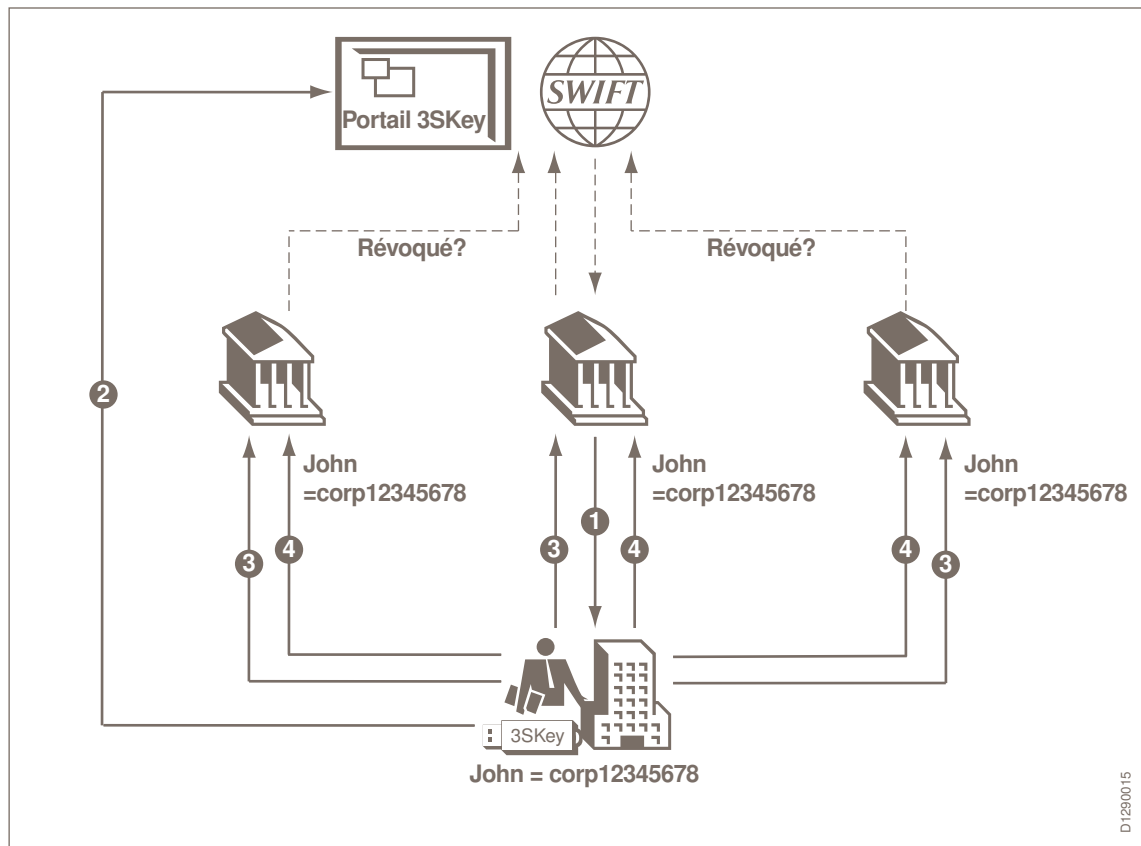 SWIFT
Portail 3SKey
Révoqué?
Révoqué?
2
John
=corp12345678
John
=corp12345678
John
=corp12345678
1
3
4
3
4
4
3
3SKey
John = corp12345678
D1290015